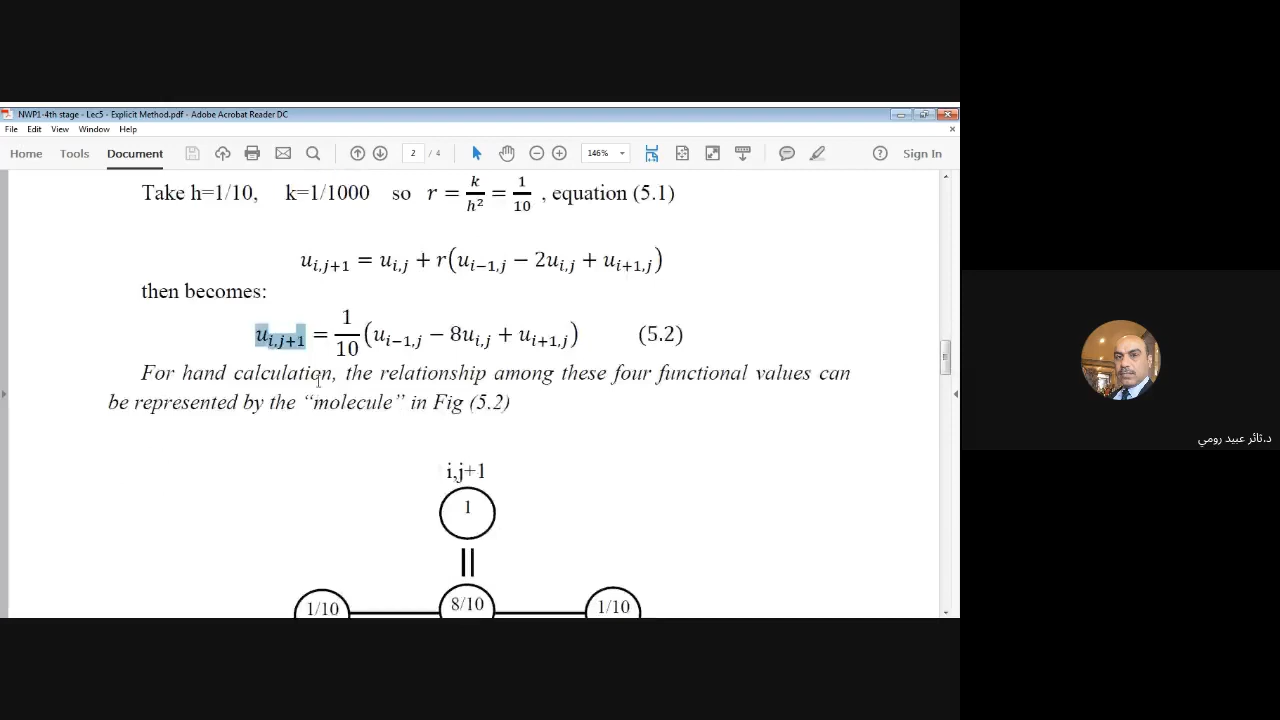 NWP1-4th stage - Lec5 - Explicit Method.pdf - Adobe Acrobat Reader DC
File Edit View Window Help
Home Tools Document 2 / 4 146% Sign In
Take h=1/10, k=1/1000 so r = k/h² = 1/10 , equation (5.1)
u_{i,j+1} = u_{i,j} + r(u_{i−1,j} − 2u_{i,j} + u_{i+1,j})
then becomes:
u_{i,j+1} = 1/10 (u_{i−1,j} − 8u_{i,j} + u_{i+1,j}) (5.2)
For hand calculation, the relationship among these four functional values can
be represented by the “molecule” in Fig (5.2)
i,j+1
1
1/10 8/10 1/10
د.ثائر عبيد رومي